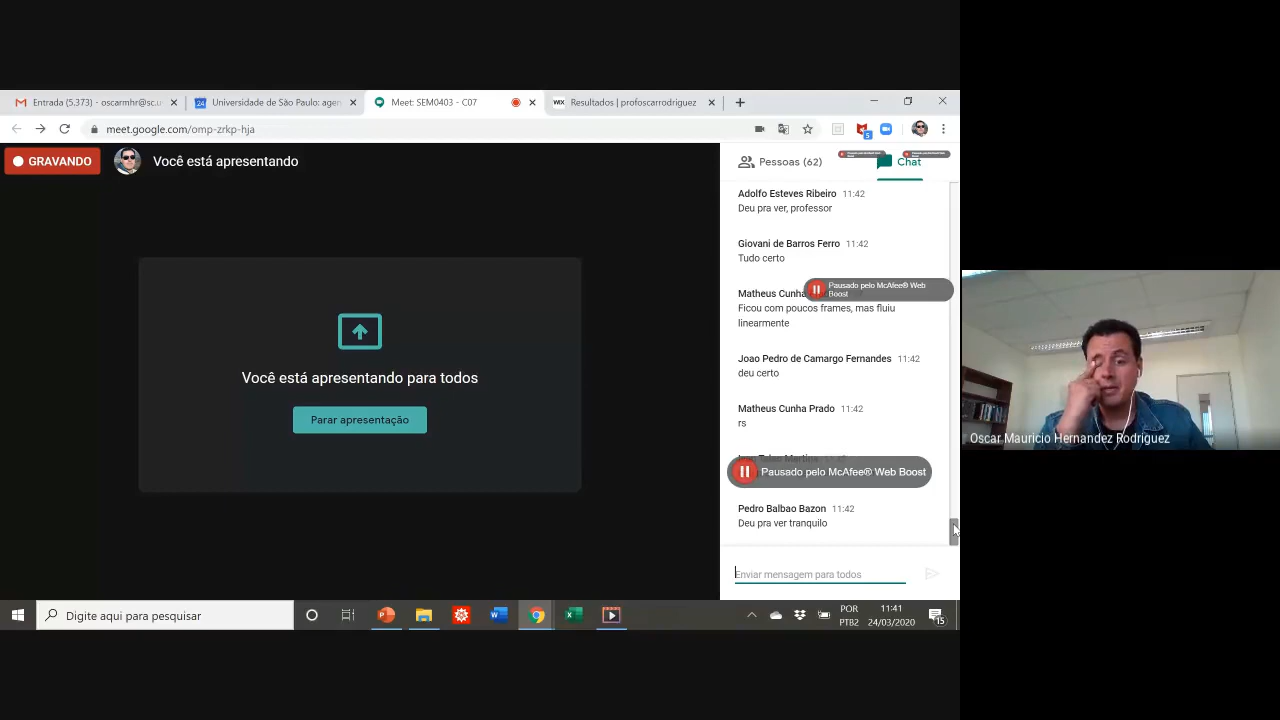 Entrada (5.373) - oscarmhr@sc.u
Universidade de São Paulo: agen
Meet: SEM0403 - C07
WIX Resultados | profoscarrodriguez
meet.google.com/omp-zrkp-hja
GRAVANDO
Você está apresentando
Pessoas (62)
Chat
Adolfo Esteves Ribeiro 11:42
Deu pra ver, professor
Giovani de Barros Ferro 11:42
Tudo certo
Matheus Cunha
Pausado pelo McAfee® Web
Boost
Ficou com poucos frames, mas fluiu
linearmente
Joao Pedro de Camargo Fernandes 11:42
deu certo
Matheus Cunha Prado 11:42
rs
Pausado pelo McAfee® Web Boost
Pedro Balbao Bazon 11:42
Deu pra ver tranquilo
Enviar mensagem para todos
Você está apresentando para todos
Parar apresentação
Oscar Mauricio Hernandez Rodriguez
Digite aqui para pesquisar
POR
PTB2
11:41
24/03/2020
15